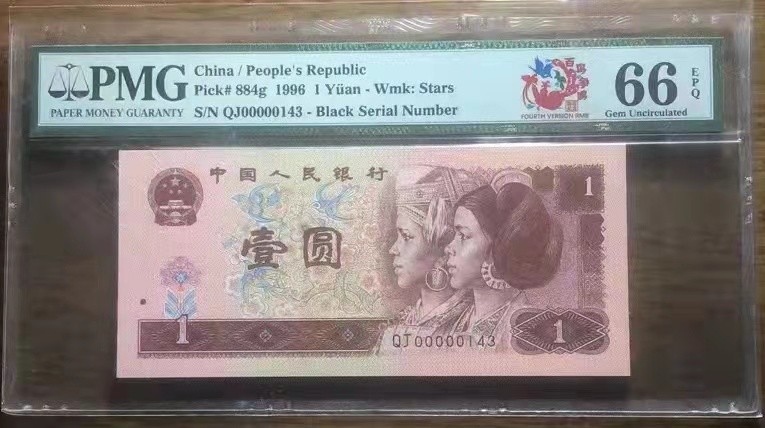 PMG
PAPER MONEY GUARANTY
China / People's Republic
Pick# 884g 1996 1 Yüan - Wmk: Stars
S/N QJ00000143 - Black Serial Number
FOURTH VERSION RMB
66 EPQ
Gem Uncirculated
中国人民银行
1
壹圆
1
1
QJ00000143